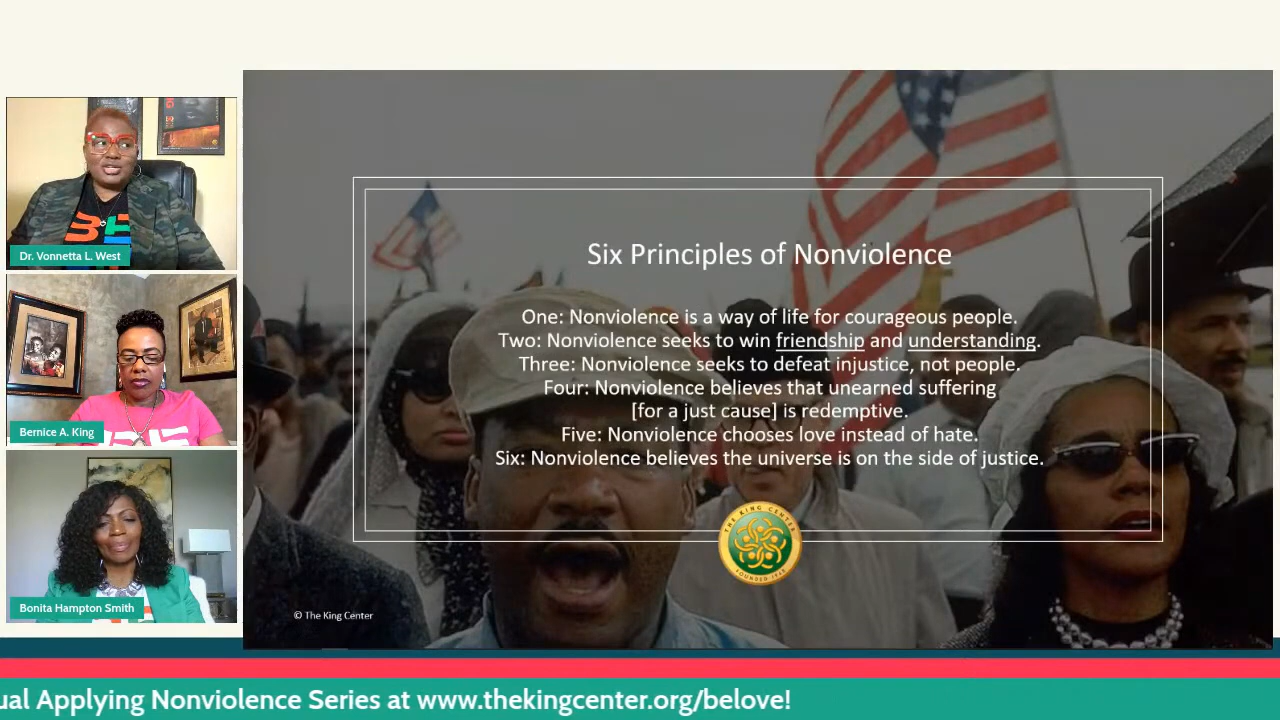 Dr. Vonnetta L. West
Bernice A. King
Bonita Hampton Smith
Six Principles of Nonviolence
One: Nonviolence is a way of life for courageous people.
Two: Nonviolence seeks to win friendship and understanding.
Three: Nonviolence seeks to defeat injustice, not people.
Four: Nonviolence believes that unearned suffering
[for a just cause] is redemptive.
Five: Nonviolence chooses love instead of hate.
Six: Nonviolence believes the universe is on the side of justice.
THE KING CENTER
© The King Center
ual Applying Nonviolence Series at www.thekingcenter.org/belove!